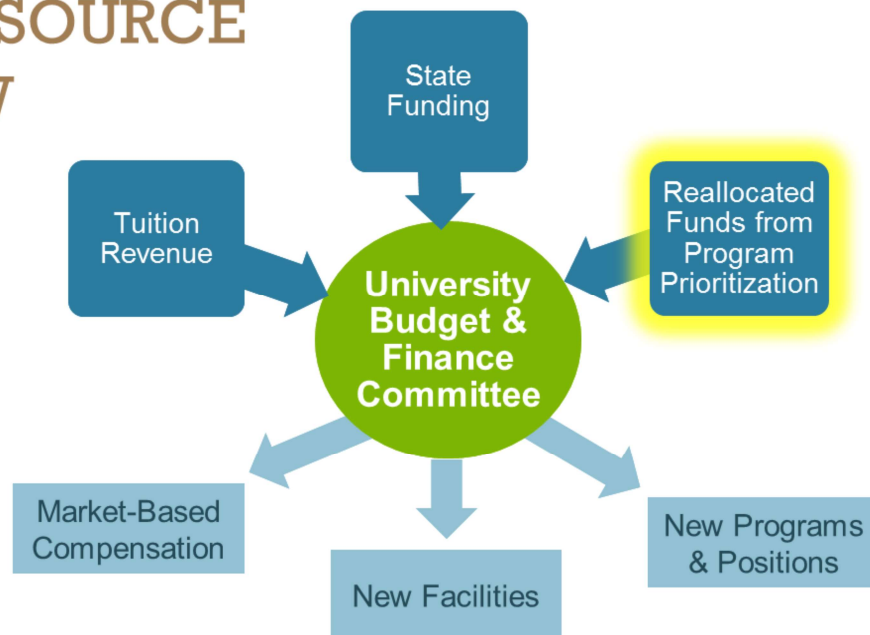 SOURCE
State
Funding
Tuition
Revenue
Reallocated
Funds from
Program
Prioritization
University
Budget &
Finance
Committee
Market-Based
Compensation
New Facilities
New Programs
& Positions